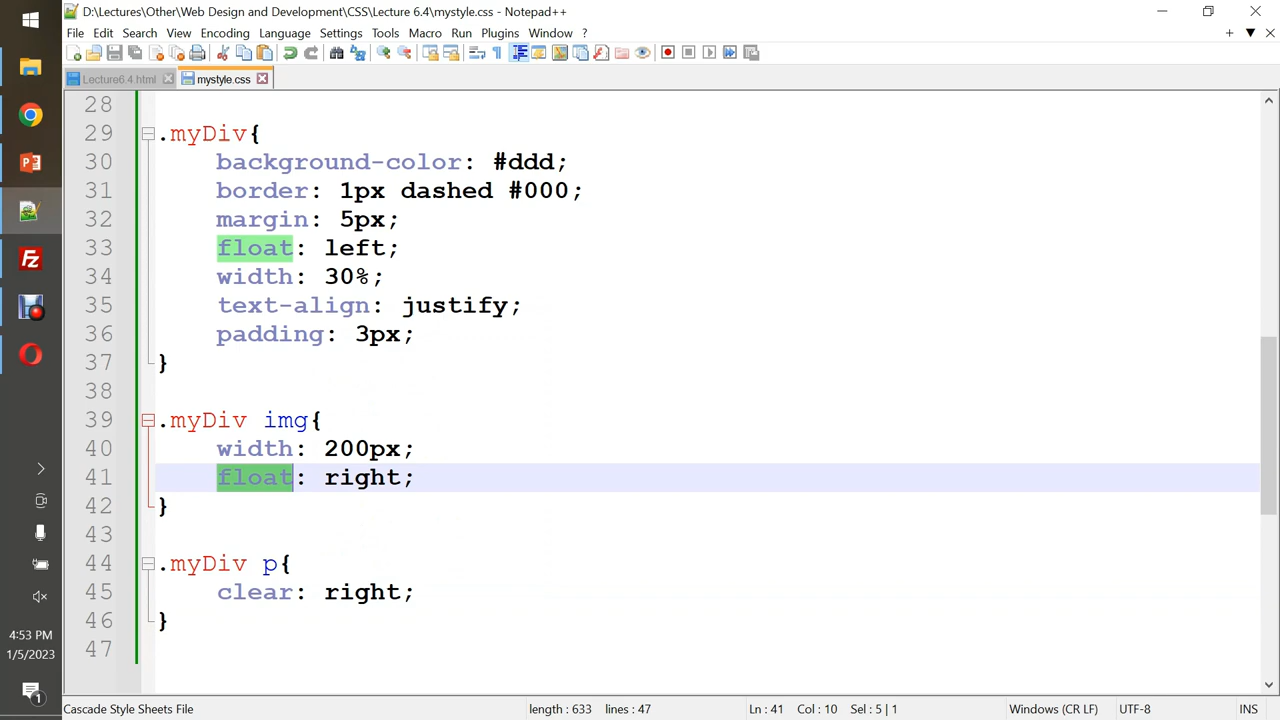 D:\Lectures\Other\Web Design and Development\CSS\Lecture 6.4\mystyle.css - Notepad++
File Edit Search View Encoding Language Settings Tools Macro Run Plugins Window ?
Lecture6.4.html mystyle.css
28
29 .myDiv{
30 background-color: #ddd;
31 border: 1px dashed #000;
32 margin: 5px;
33 float: left;
34 width: 30%;
35 text-align: justify;
36 padding: 3px;
37 }
38
39 .myDiv img{
40 width: 200px;
41 float: right;
42 }
43
44 .myDiv p{
45 clear: right;
46 }
47
4:53 PM
1/5/2023
1
Cascade Style Sheets File length : 633 lines : 47 Ln : 41 Col : 10 Sel : 5 | 1 Windows (CR LF) UTF-8 INS